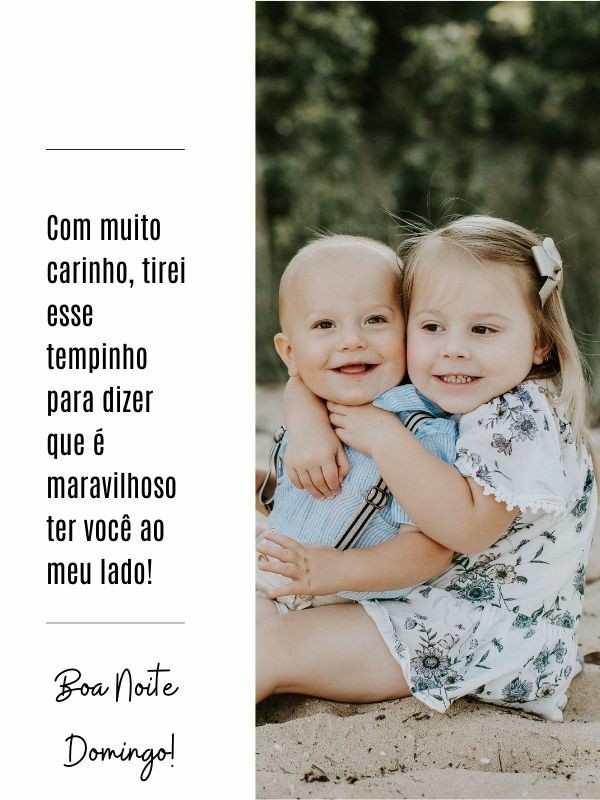 Com muito
carinho, tirei
esse
tempinho
para dizer
que é
maravilhoso
ter você ao
meu lado!
Boa Noite
Domingo!